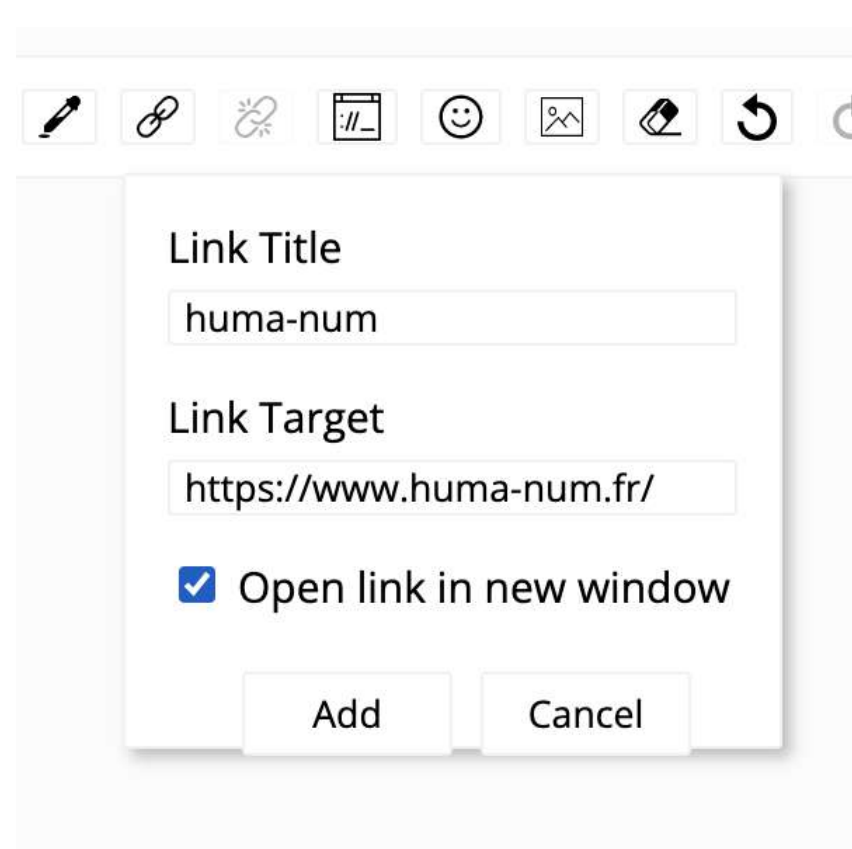 ://_
Link Title
huma-num
Link Target
https://www.huma-num.fr/
Open link in new window
Add Cancel